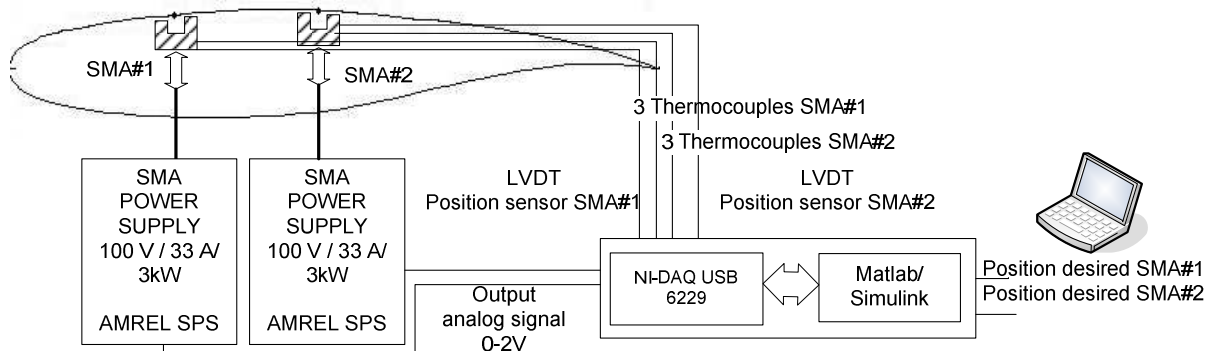 SMA#1
SMA#2
3 Thermocouples SMA#1
3 Thermocouples SMA#2
SMA
POWER
SUPPLY
100 V / 33 A/
3kW
AMREL SPS
SMA
POWER
SUPPLY
100 V / 33 A/
3kW
AMREL SPS
LVDT
Position sensor SMA#1
LVDT
Position sensor SMA#2
NI-DAQ USB
6229
Matlab/
Simulink
Position desired SMA#1
Position desired SMA#2
Output
analog signal
0-2V